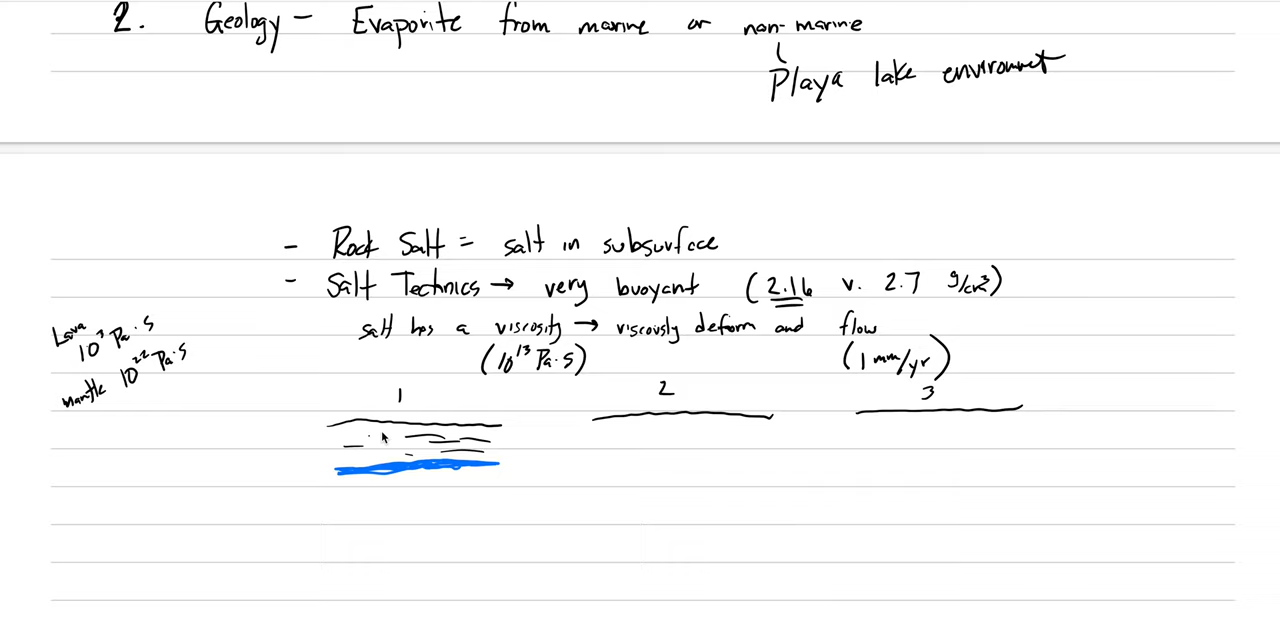 2. Geology - Evaporite from marine or non-marine
Playa lake environmet
- Rock Salt = salt in subsurface
- Salt Technics → very buoyant (2.16 v. 2.7 g/cm³)
salt has a viscosity → viscously deform and flow
(10¹³ Pa·s) (1 mm/yr)
Lava 10³ Pa·s
mantle 10²² Pa·s
1 2 3